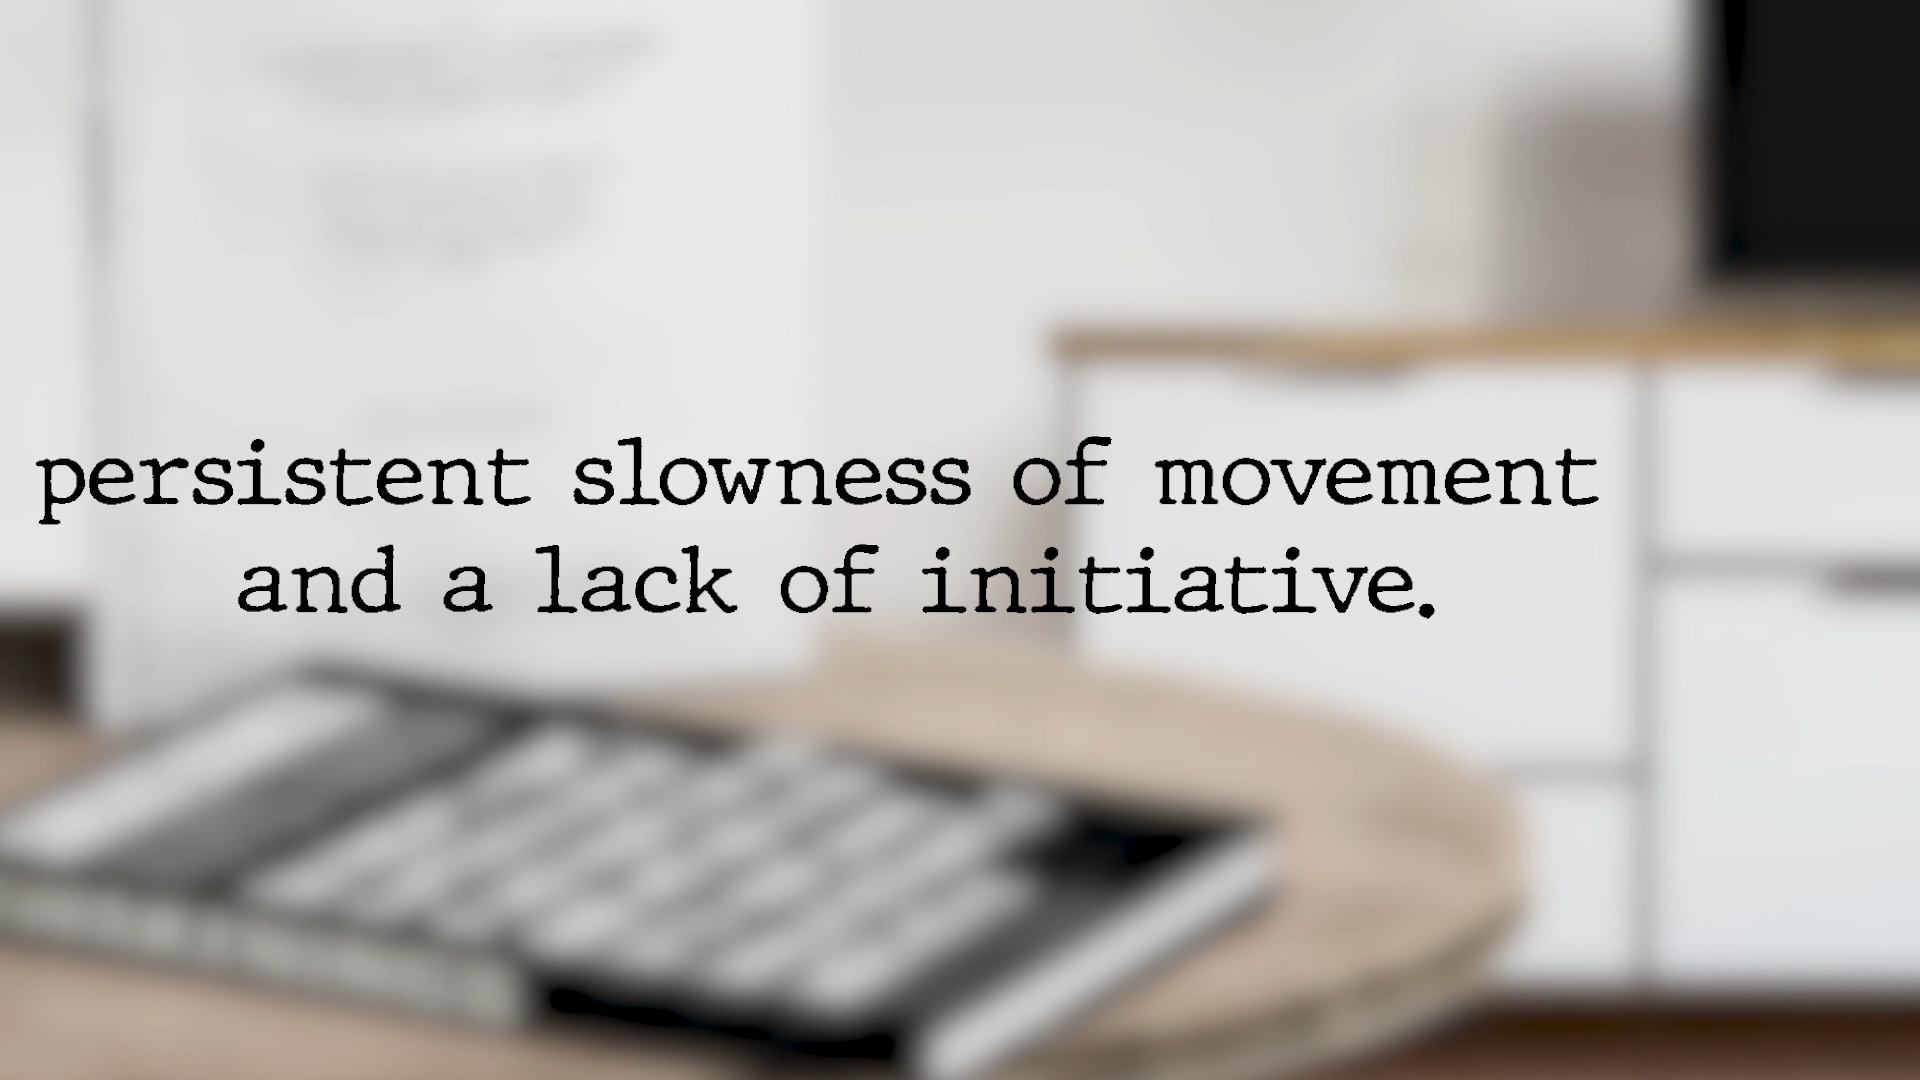 persistent slowness of movement
and a lack of initiative.